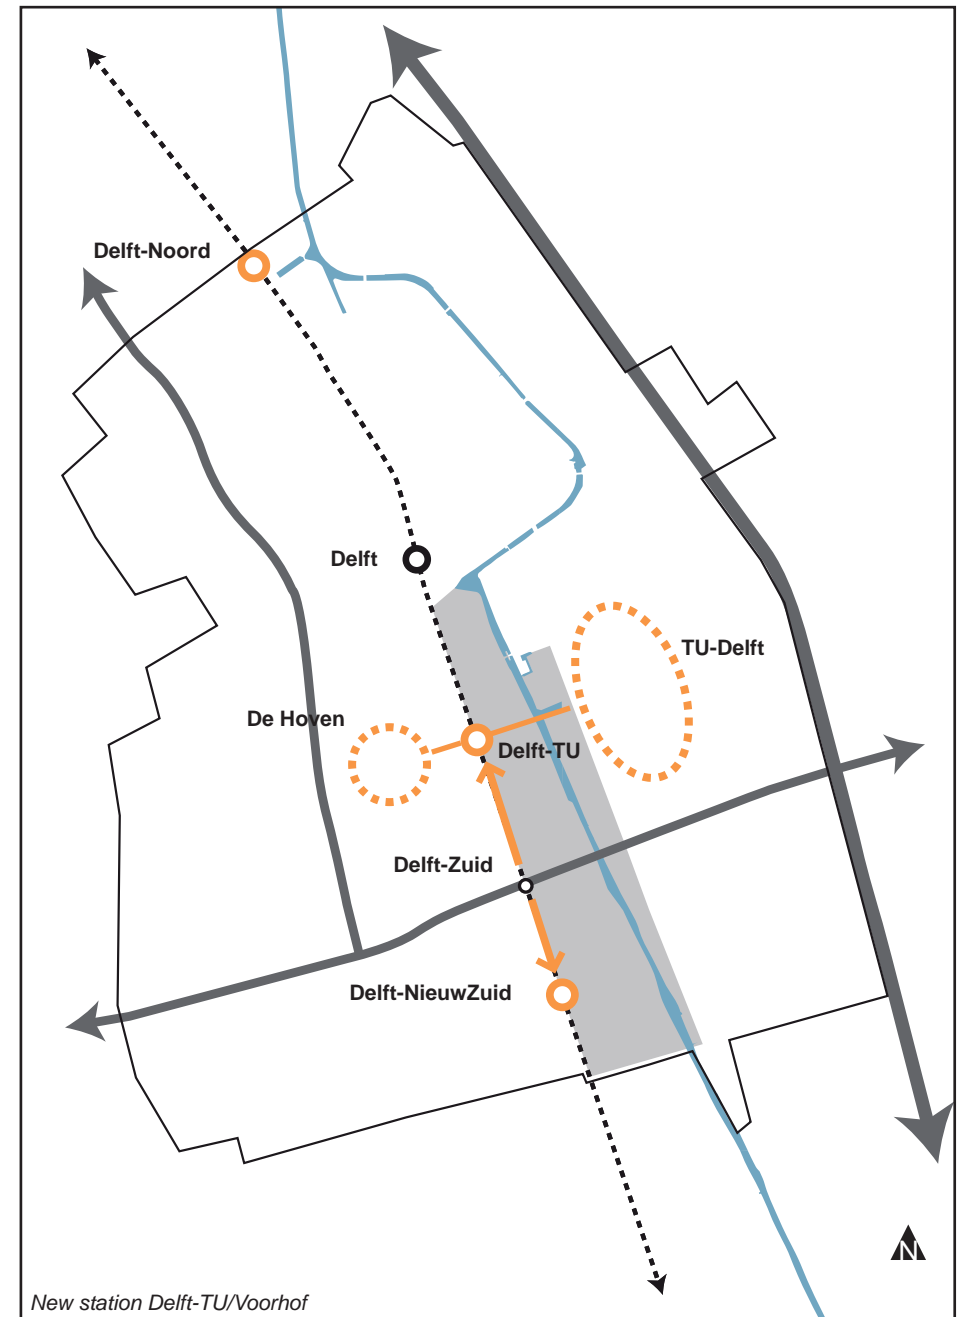 Delft-Noord
Delft
TU-Delft
De Hoven
Delft-TU
Delft-Zuid
Delft-NieuwZuid
N
New station Delft-TU/Voorhof